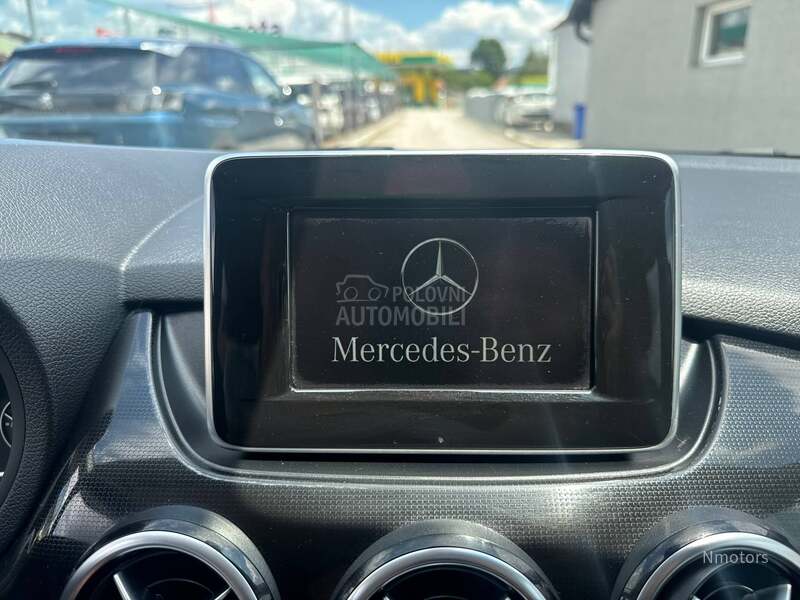 POLOVNI
AUTOMOBILI
Mercedes-Benz
Nmotors